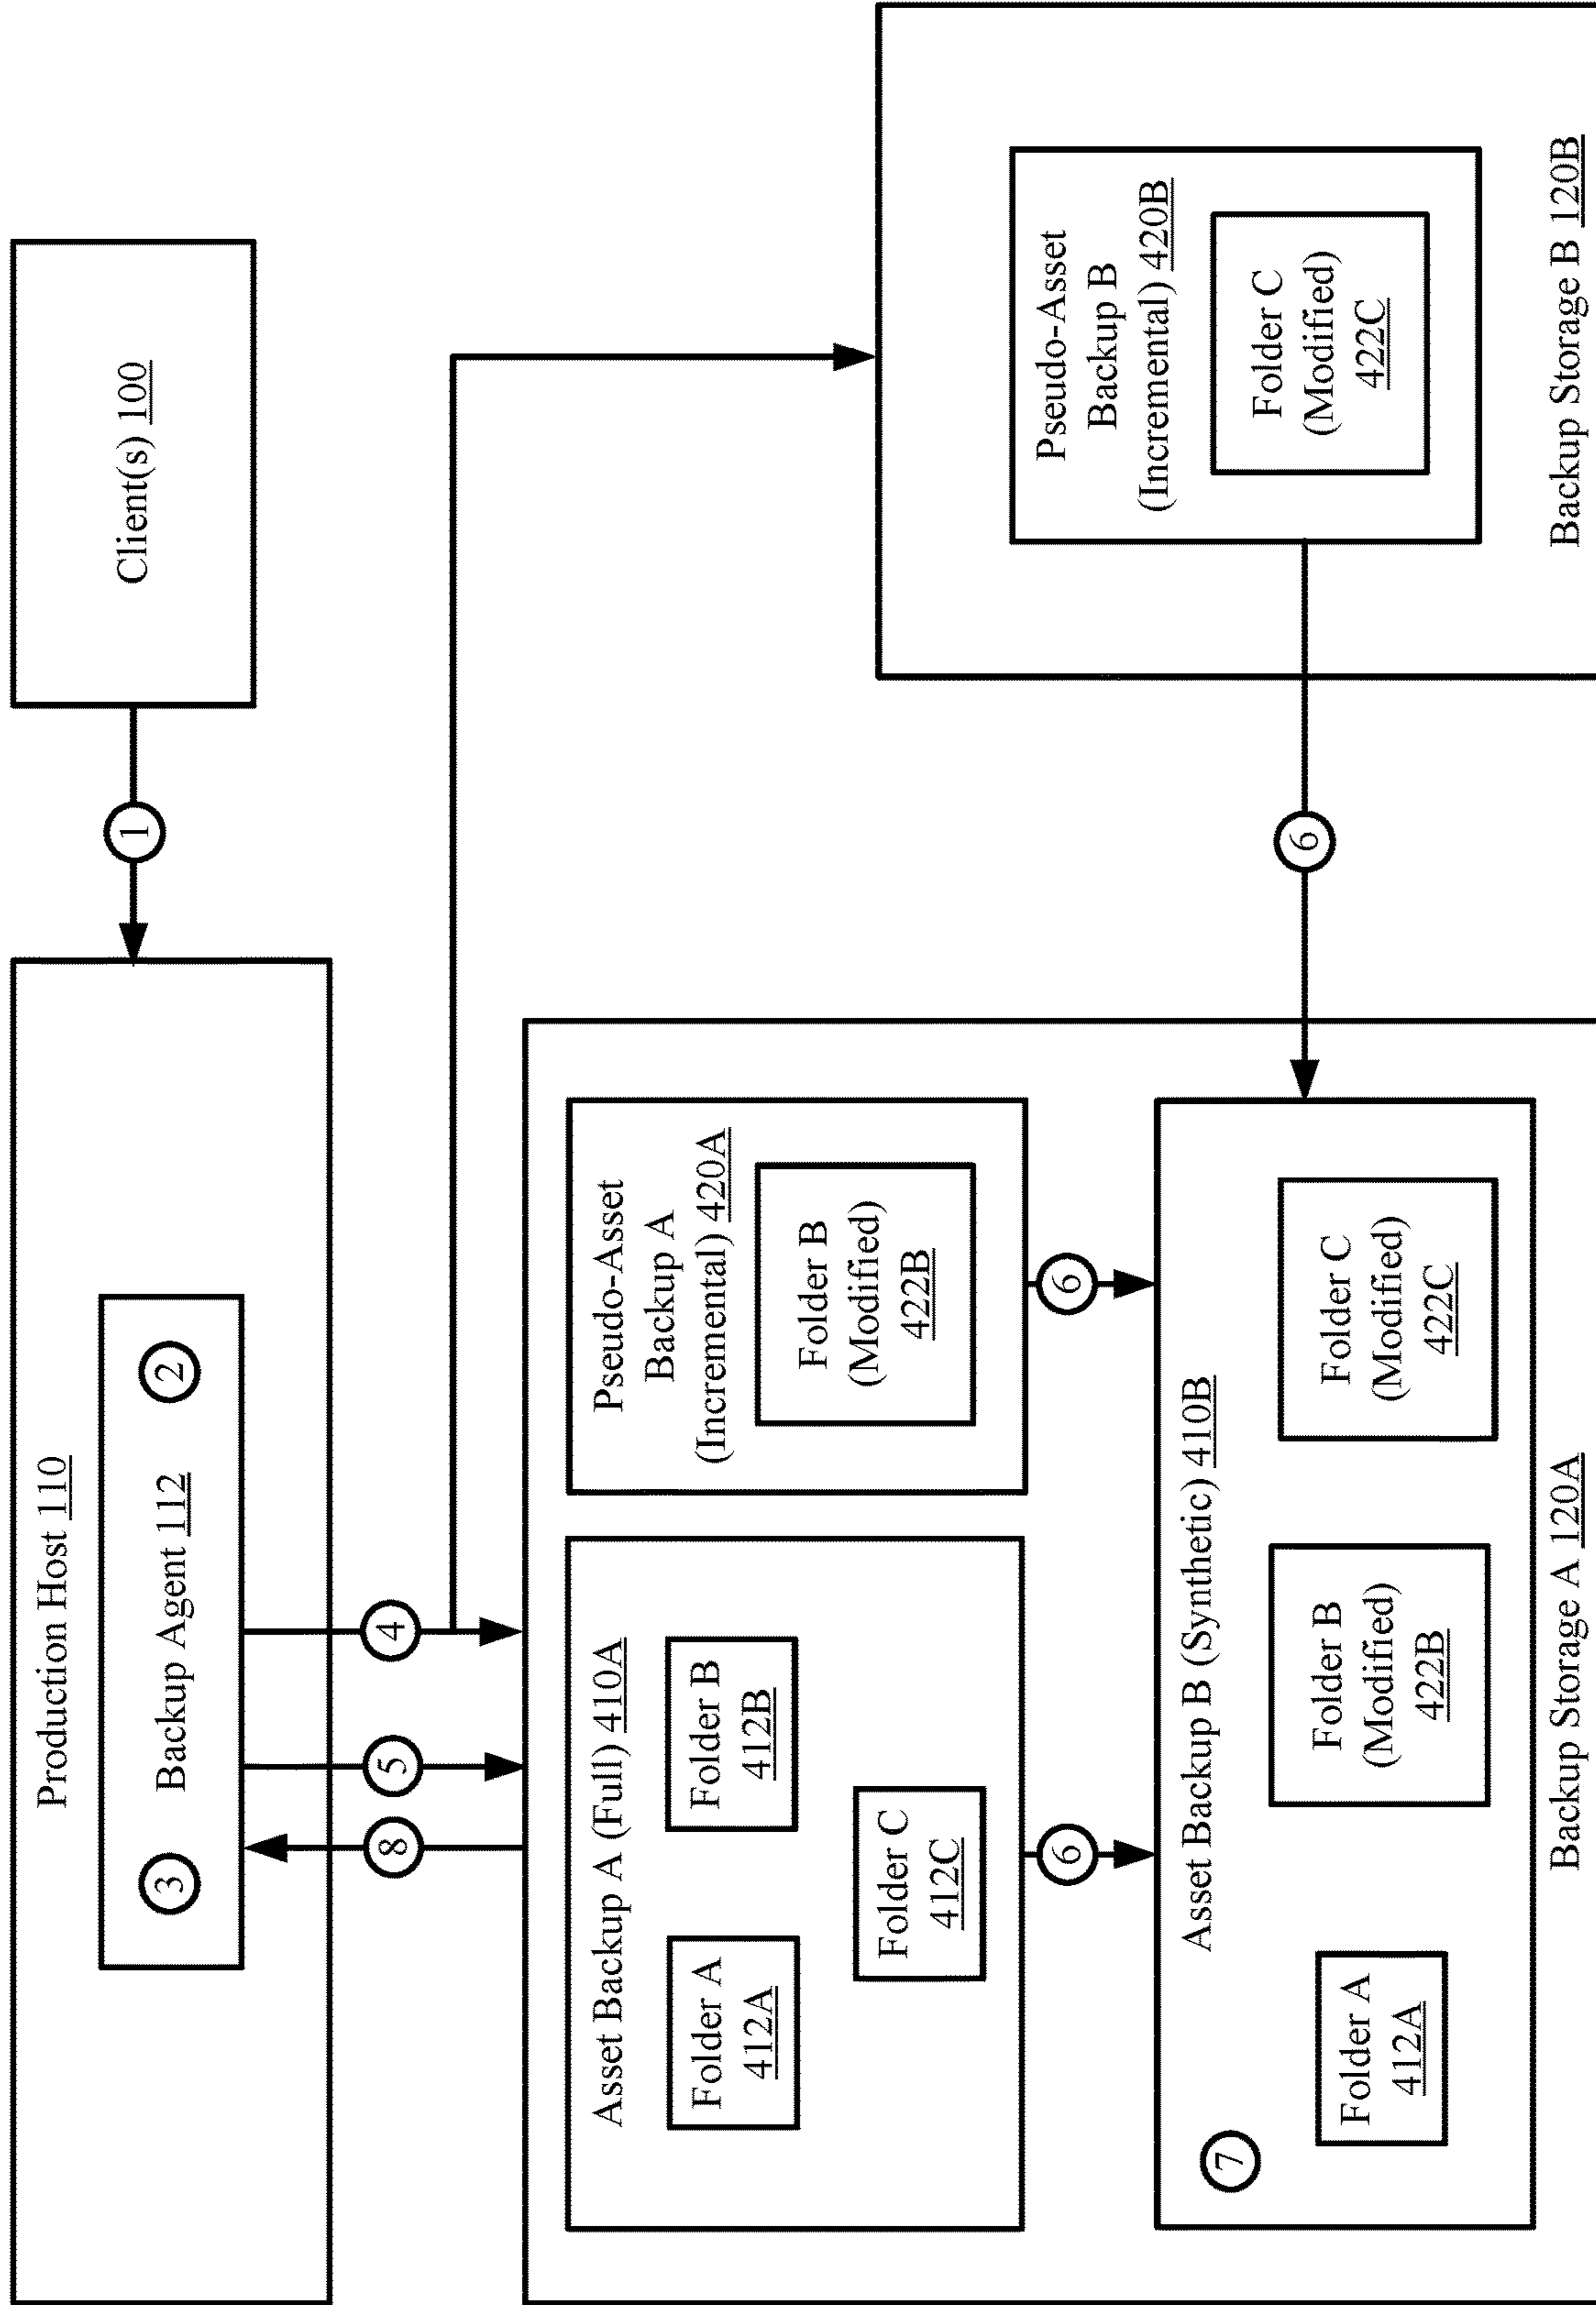 Production Host 110
3
Backup Agent 112
2
1
Client(s) 100
8
5
4
Asset Backup A (Full) 410A
Folder A
412A
Folder B
412B
Folder C
412C
Pseudo-Asset
Backup A
(Incremental) 420A
Folder B
(Modified)
422B
6
6
6
7
Asset Backup B (Synthetic) 410B
Folder A
412A
Folder B
(Modified)
422B
Folder C
(Modified)
422C
Backup Storage A 120A
Pseudo-Asset
Backup B
(Incremental) 420B
Folder C
(Modified)
422C
Backup Storage B 120B